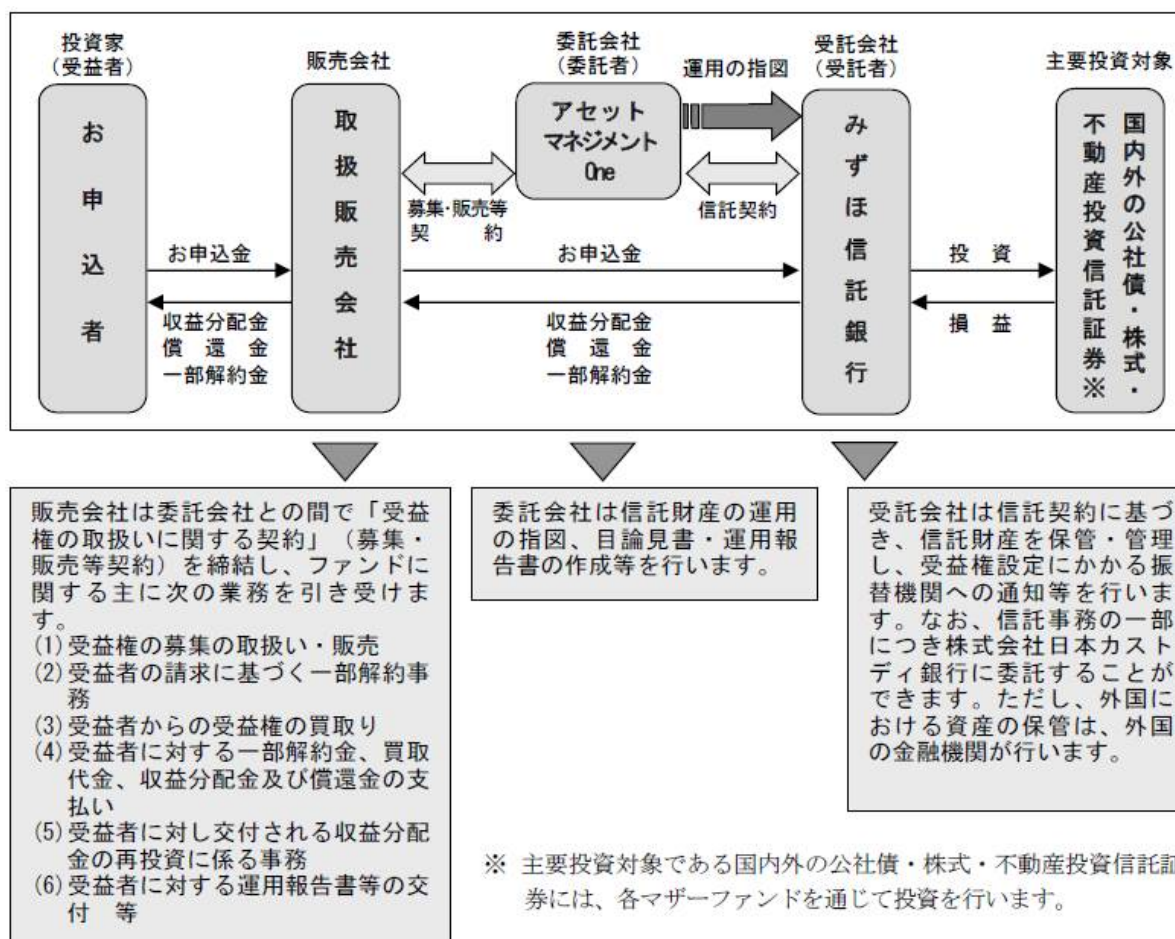 投資家
（受益者）
お申込者
販売会社
取扱販売会社
委託会社
（委託者）
アセット
マネジメント
One
運用の指図
受託会社
（受託者）
みずほ信託銀行
主要投資対象
国内外の公社債・株式・
不動産投資信託証券※
募集・販売等
契　　約
信託契約
お申込金
収益分配金
償　還　金
一部解約金
お申込金
収益分配金
償　還　金
一部解約金
投　資
損　益
販売会社は委託会社との間で「受益
権の取扱いに関する契約」（募集・
販売等契約）を締結し、ファンドに
関する主に次の業務を引き受けま
す。
(1)受益権の募集の取扱い・販売
(2)受益者の請求に基づく一部解約事
務
(3)受益者からの受益権の買取り
(4)受益者に対する一部解約金、買取
代金、収益分配金及び償還金の支
払い
(5)受益者に対し交付される収益分配
金の再投資に係る事務
(6)受益者に対する運用報告書等の交
付　等
委託会社は信託財産の運用
の指図、目論見書・運用報
告書の作成等を行います。
受託会社は信託契約に基づ
き、信託財産を保管・管理
し、受益権設定にかかる振
替機関への通知等を行いま
す。なお、信託事務の一部
につき株式会社日本カスト
ディ銀行に委託することが
できます。ただし、外国に
おける資産の保管は、外国
の金融機関が行います。
※ 主要投資対象である国内外の公社債・株式・不動産投資信託証
券には、各マザーファンドを通じて投資を行います。